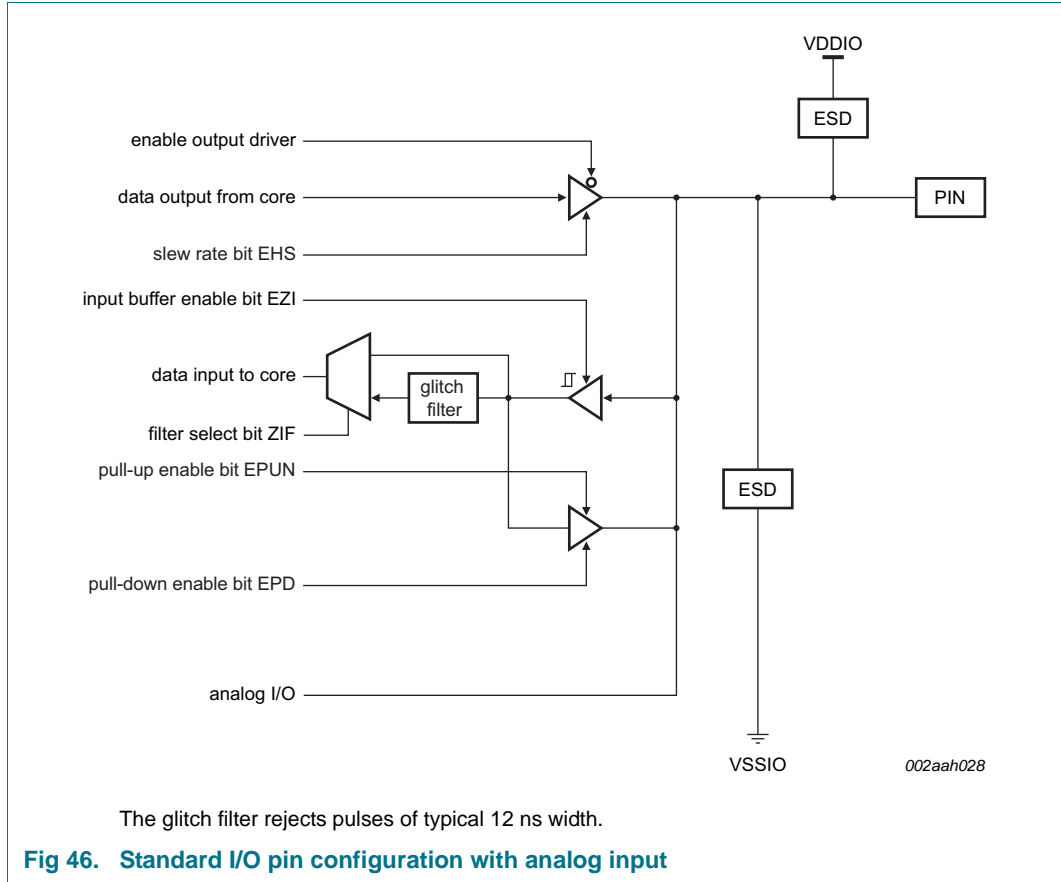 VDDIO
ESD
enable output driver
data output from core
PIN
slew rate bit EHS
input buffer enable bit EZI
data input to core
glitch
filter
filter select bit ZIF
pull-up enable bit EPUN
ESD
pull-down enable bit EPD
analog I/O
VSSIO
002aah028
The glitch filter rejects pulses of typical 12 ns width.
Fig 46. Standard I/O pin configuration with analog input